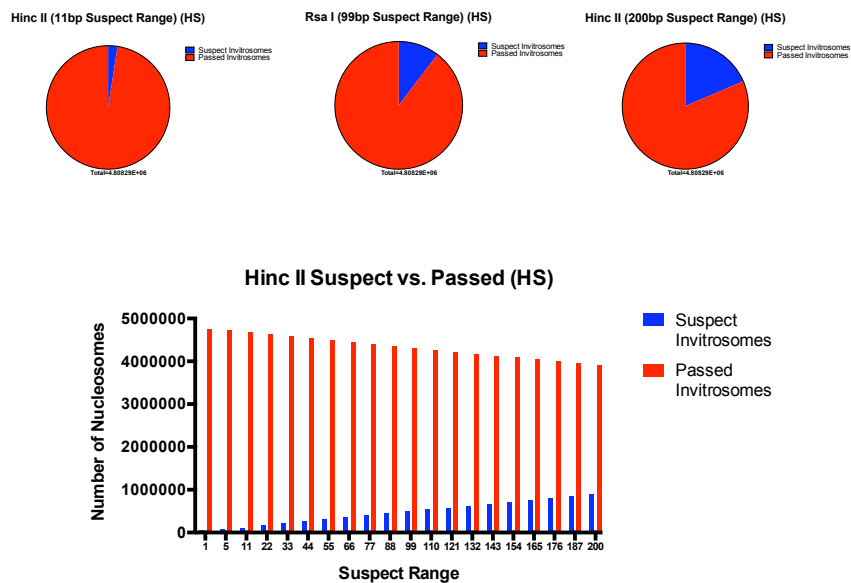 Hinc II (11bp Suspect Range) (HS)
Suspect Invitrosomes
Passed Invitrosomes
Total=4.80829E+06
Rsa I (99bp Suspect Range) (HS)
Suspect Invitrosomes
Passed Invitrosomes
Total=4.80829E+06
Hinc II (200bp Suspect Range) (HS)
Suspect Invitrosomes
Passed Invitrosomes
Total=4.80829E+06
Hinc II Suspect vs. Passed (HS)
Number of Nucleosomes
5000000
4000000
3000000
2000000
1000000
0
1 5 11 22 33 44 55 66 77 88 99 110 121 132 143 154 165 176 187 200
Suspect Range
Suspect
Invitrosomes
Passed
Invitrosomes